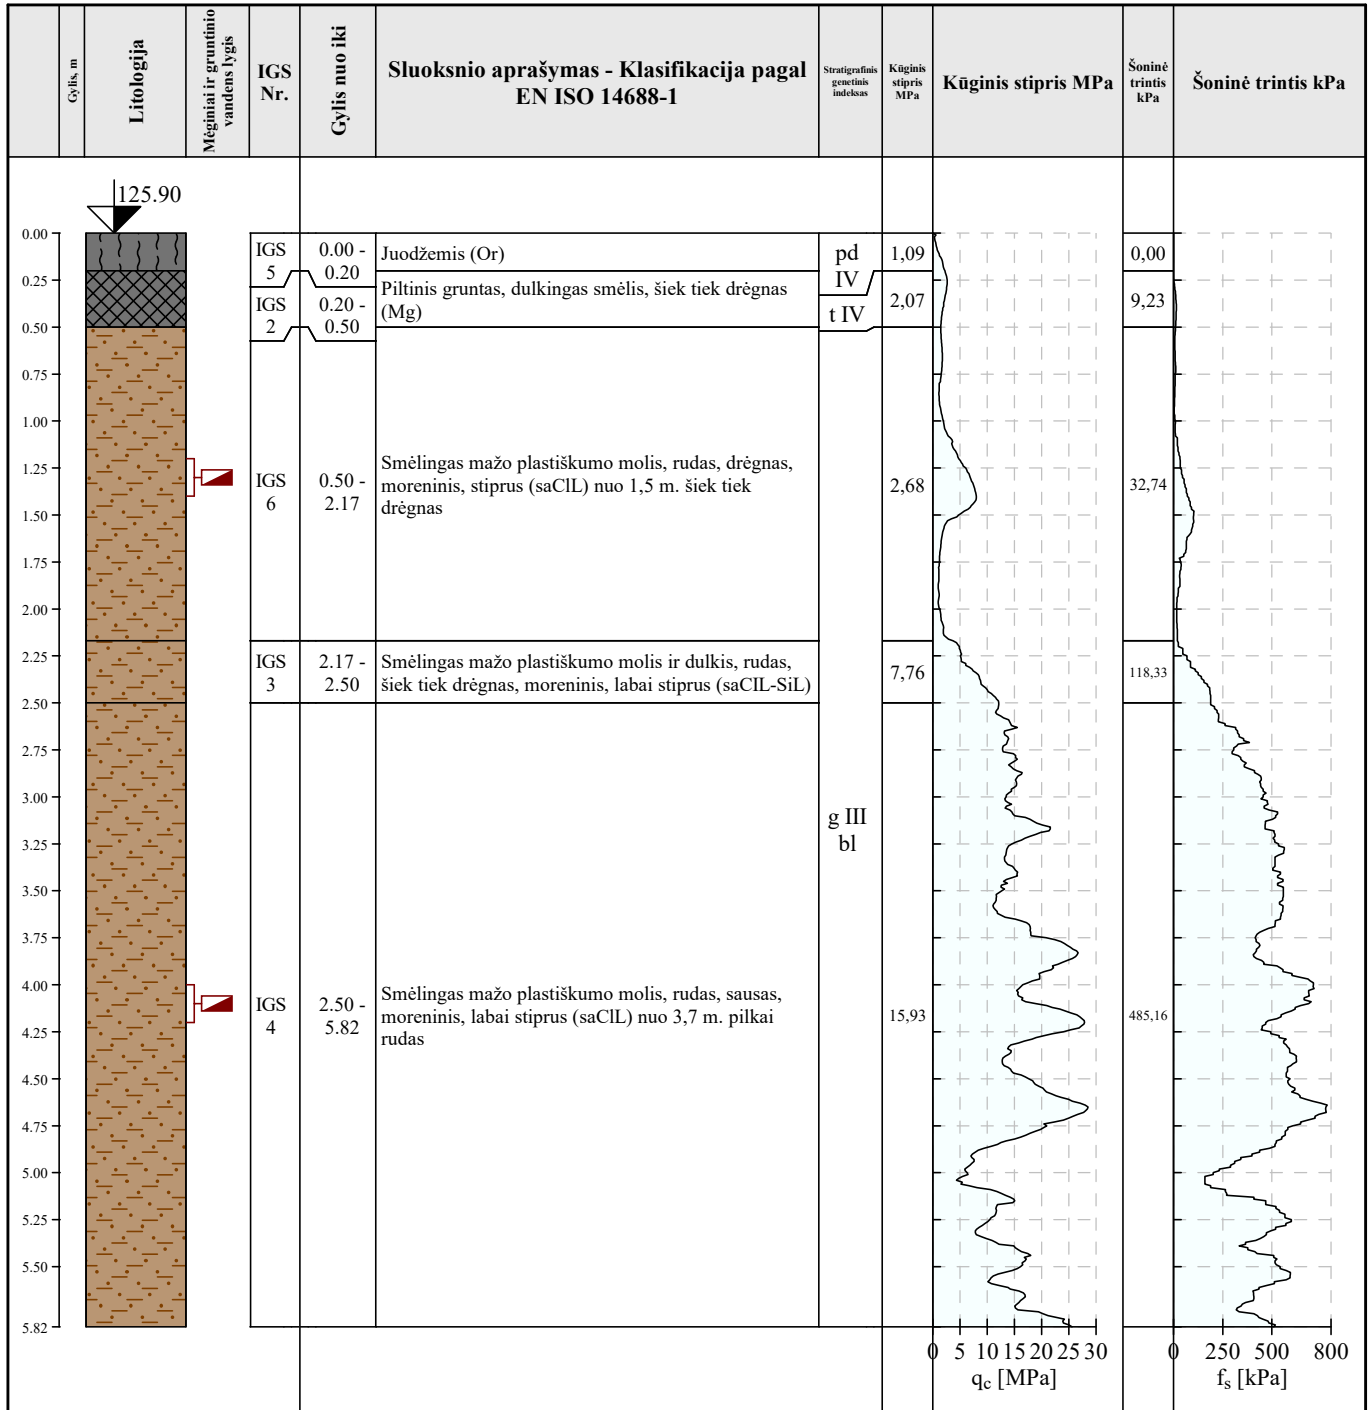 Gylis, m
Litologija
Mėginiai ir gruntinio
vandens lygis
IGS
Nr.
Gylis nuo iki
Sluoksnio aprašymas - Klasifikacija pagal
EN ISO 14688-1
Stratigrafinis
genetinis
indeksas
Kūginis
stipris
MPa
Kūginis stipris MPa
Šoninė
trintis
kPa
Šoninė trintis kPa
125.90
0.00
0.25
0.50
0.75
1.00
1.25
1.50
1.75
2.00
2.25
2.50
2.75
3.00
3.25
3.50
3.75
4.00
4.25
4.50
4.75
5.00
5.25
5.50
5.82
IGS
5
0.00 -
0.20
Juodžemis (Or)
pd
IV
1,09
0,00
IGS
2
0.20 -
0.50
Piltinis gruntas, dulkingas smėlis, šiek tiek drėgnas
(Mg)
t IV
2,07
9,23
IGS
6
0.50 -
2.17
Smėlingas mažo plastiškumo molis, rudas, drėgnas,
moreninis, stiprus (saClL) nuo 1,5 m. šiek tiek
drėgnas
2,68
32,74
IGS
3
2.17 -
2.50
Smėlingas mažo plastiškumo molis ir dulkis, rudas,
šiek tiek drėgnas, moreninis, labai stiprus (saCIL-SiL)
7,76
118,33
g III
bl
IGS
4
2.50 -
5.82
Smėlingas mažo plastiškumo molis, rudas, sausas,
moreninis, labai stiprus (saClL) nuo 3,7 m. pilkai
rudas
15,93
485,16
0 5 10 15 20 25 30
qc [MPa]
0 250 500 800
fs [kPa]